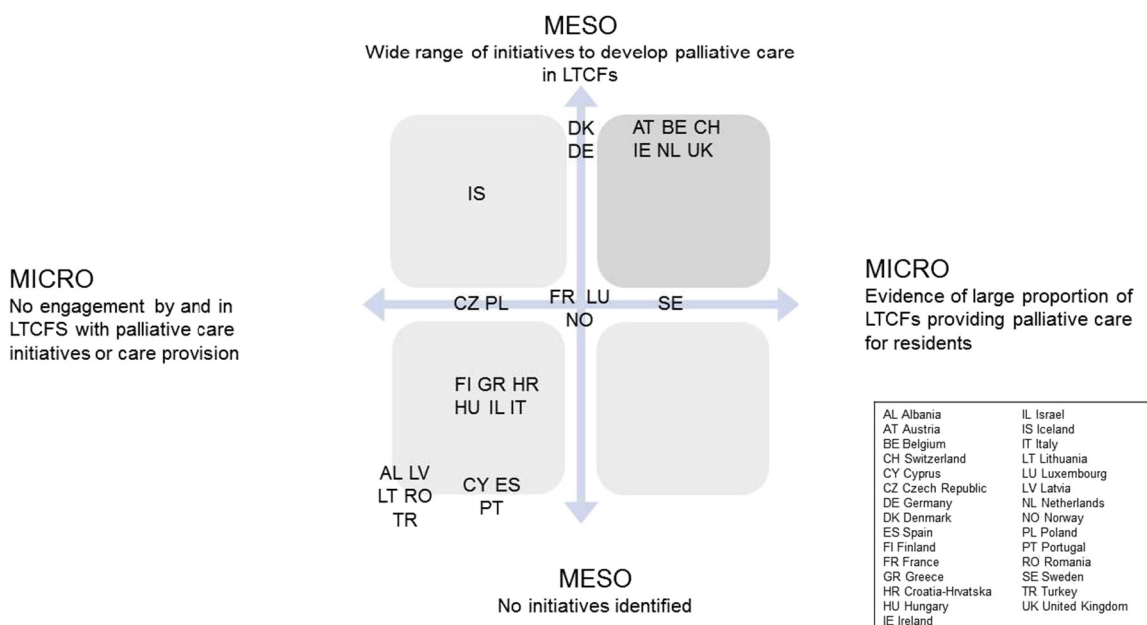 MESO
Wide range of initiatives to develop palliative care
in LTCFs
DK
DE
AT BE CH
IE NL UK
IS
MICRO
No engagement by and in
LTCFS with palliative care
initiatives or care provision
CZ PL
FR LU
NO
SE
MICRO
Evidence of large proportion of
LTCFs providing palliative care
for residents
FI GR HR
HU IL IT
AL LV
LT RO
TR
CY ES
PT
MESO
No initiatives identified
AL Albania
AT Austria
BE Belgium
CH Switzerland
CY Cyprus
CZ Czech Republic
DE Germany
DK Denmark
ES Spain
FI Finland
FR France
GR Greece
HR Croatia-Hrvatska
HU Hungary
IE Ireland
IL Israel
IS Iceland
IT Italy
LT Lithuania
LU Luxembourg
LV Latvia
NL Netherlands
NO Norway
PL Poland
PT Portugal
RO Romania
SE Sweden
TR Turkey
UK United Kingdom